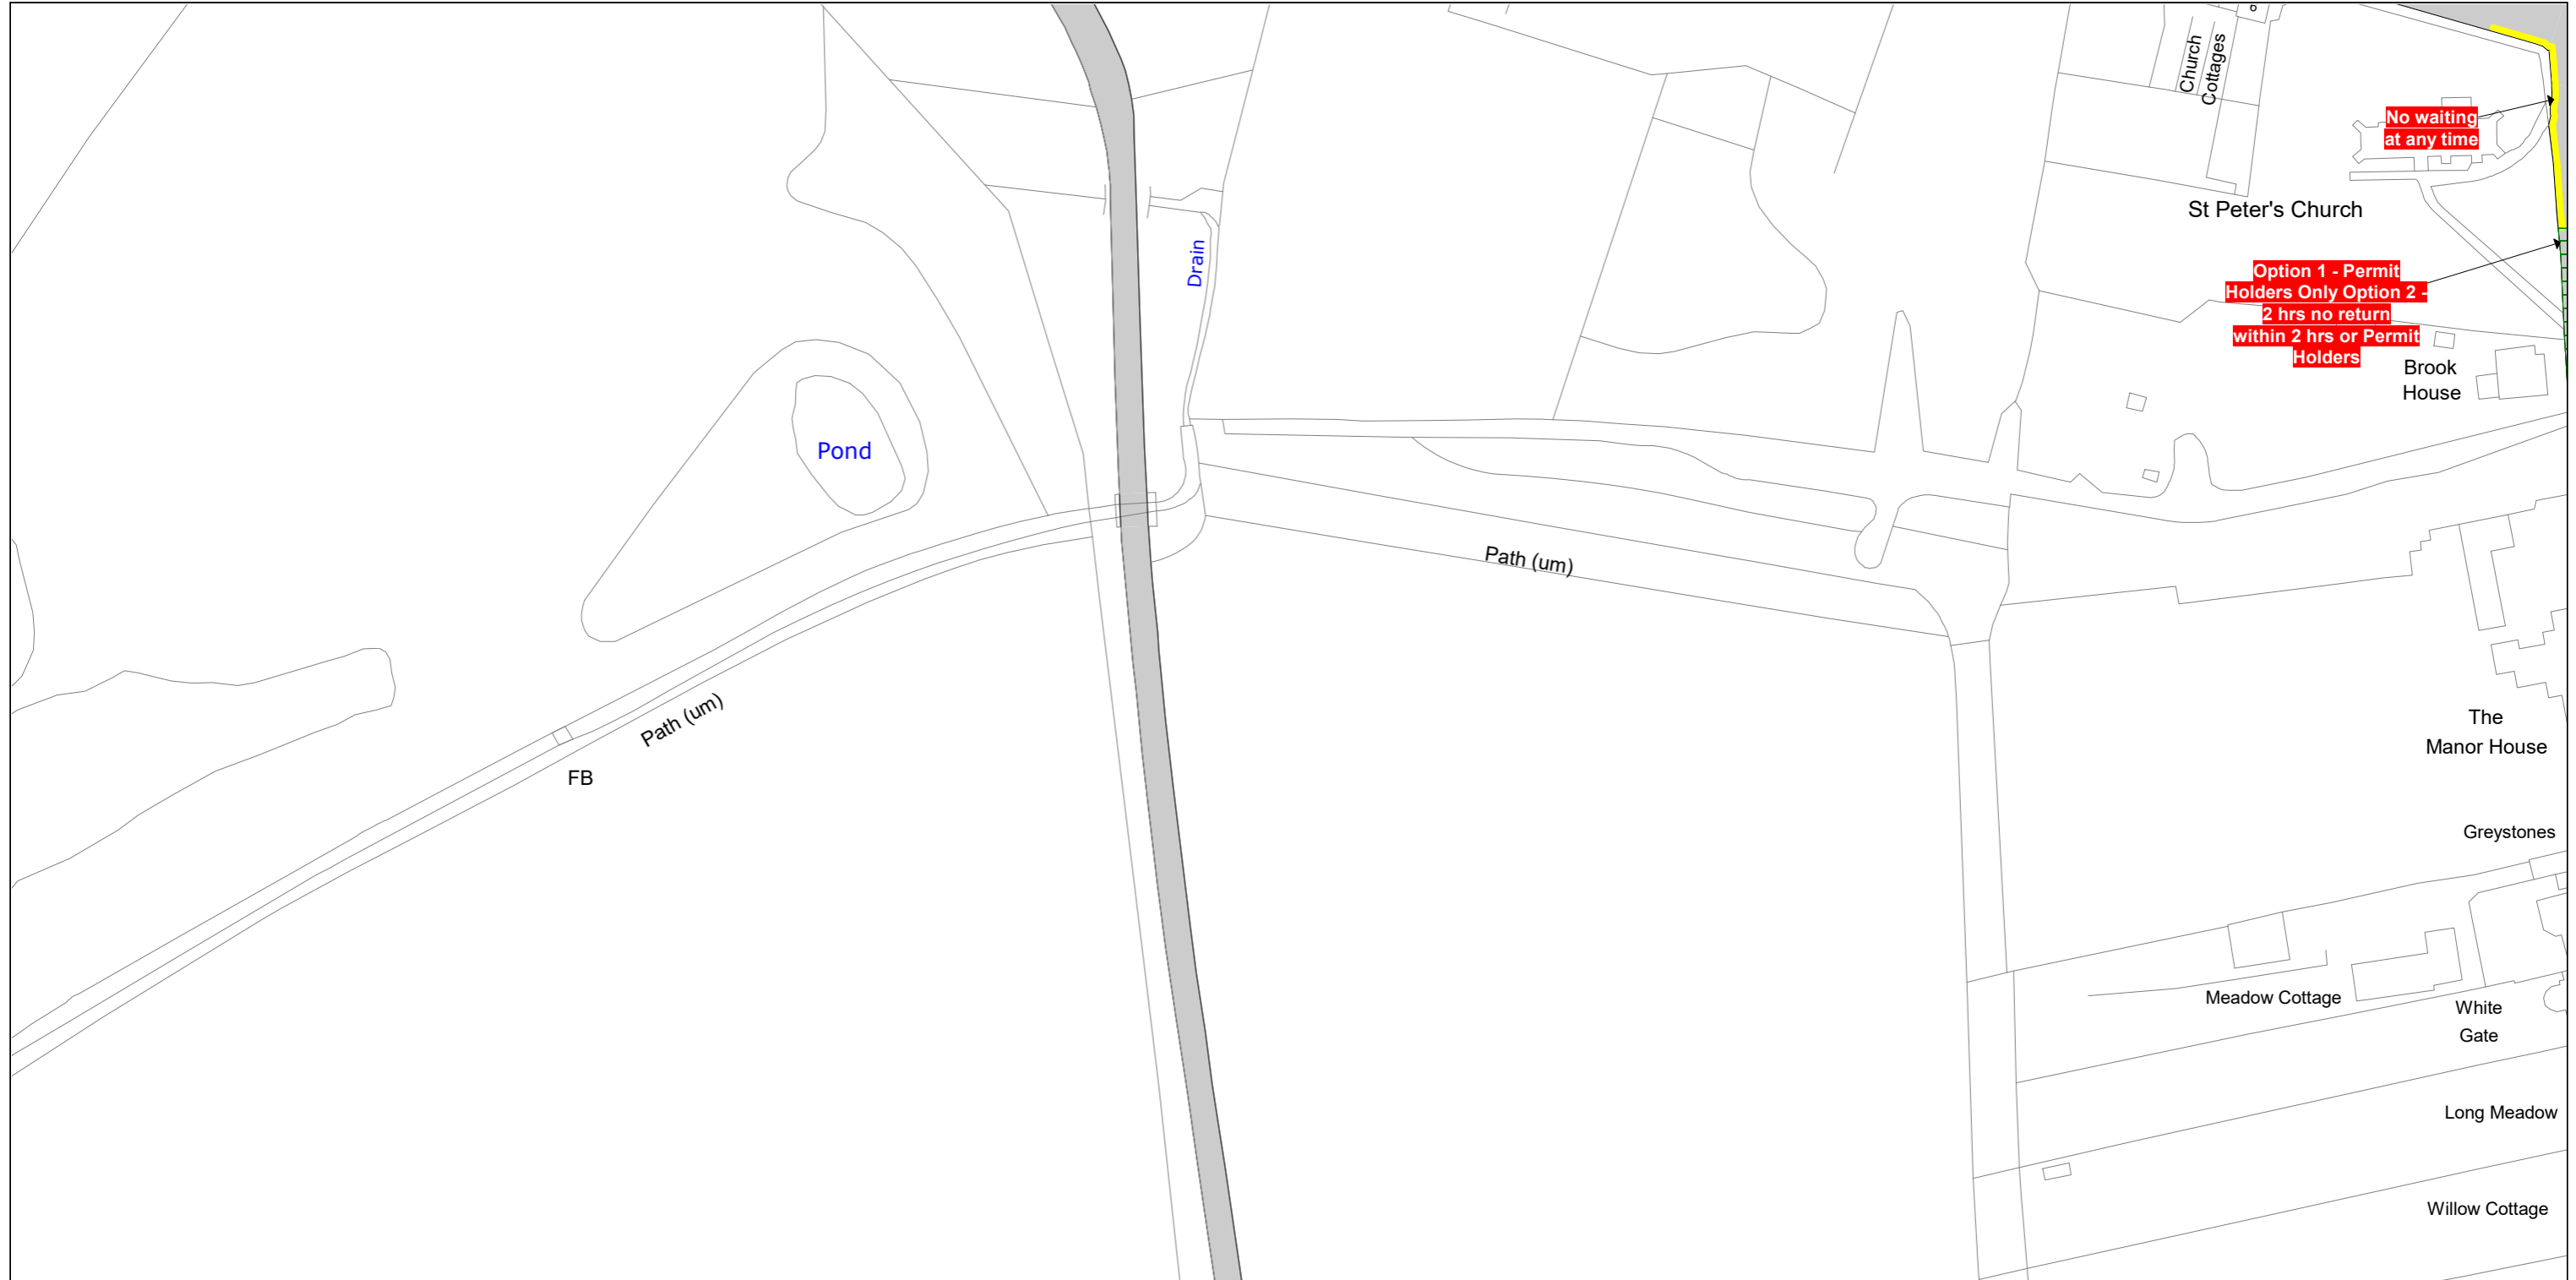 6
Church
Cottages
No waiting
at any time
St Peter's Church
Drain
Option 1 - Permit
Holders Only Option 2 -
2 hrs no return
within 2 hrs or Permit
Holders
Brook
House
Pond
Path (um)
Path (um)
FB
The
Manor House
Greystones
Meadow Cottage
White
Gate
Long Meadow
Willow Cottage